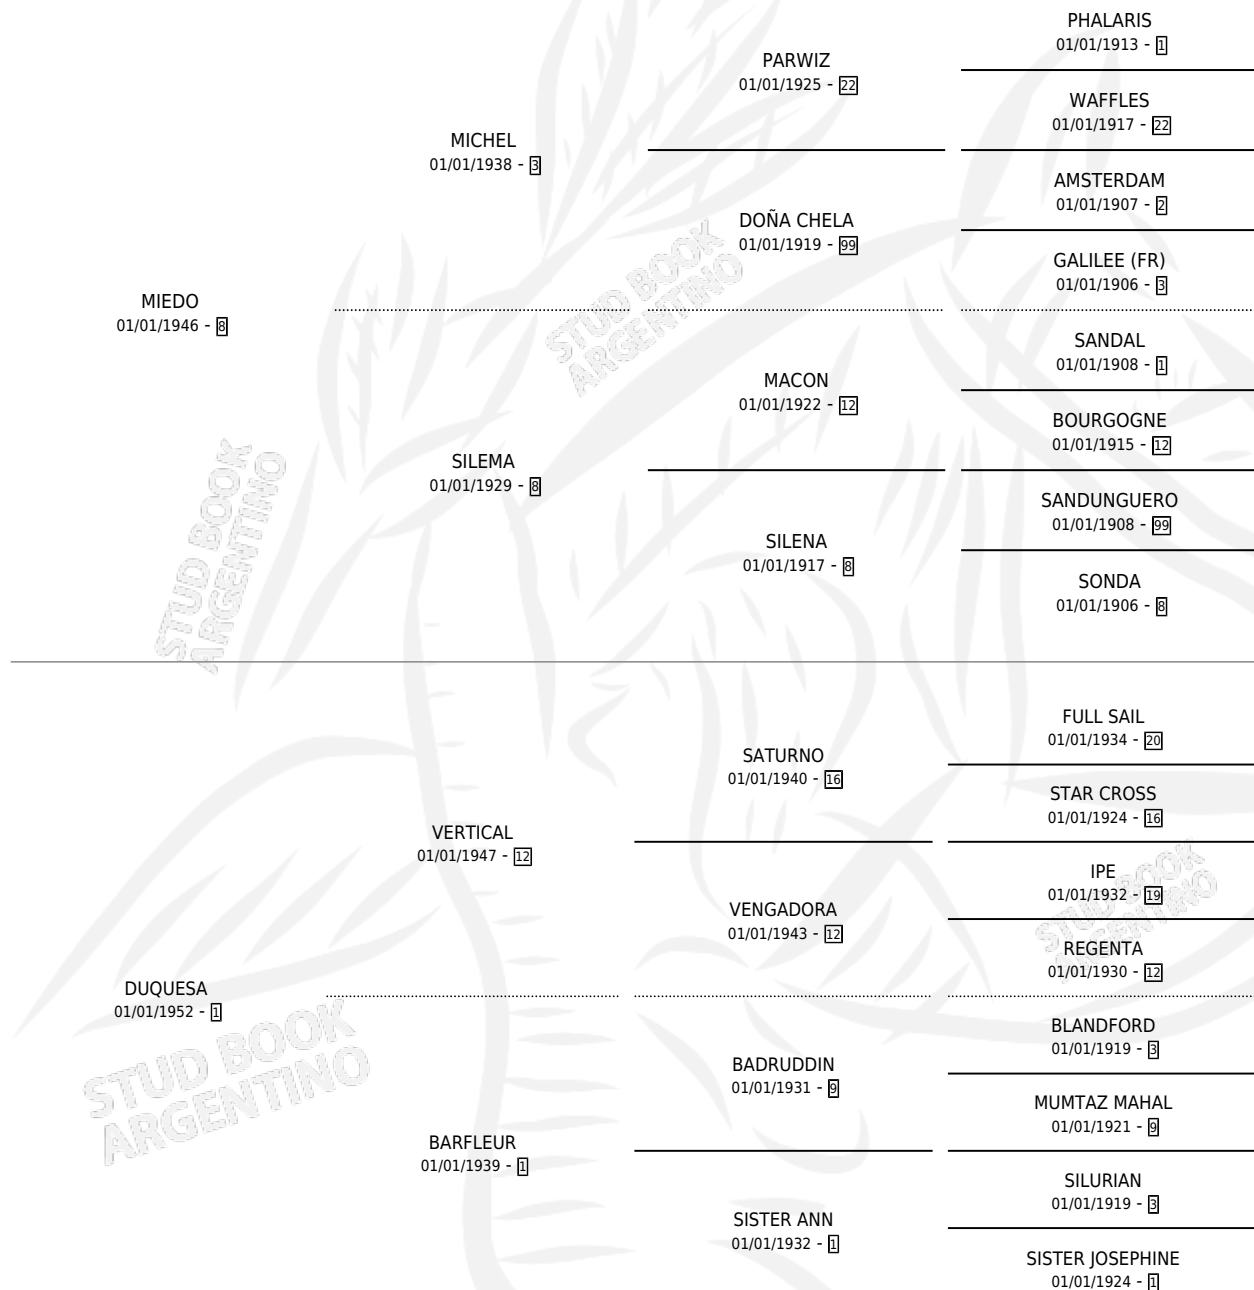 PHALARIS
01/01/1913 - 1
PARWIZ
01/01/1925 - 22
WAFFLES
01/01/1917 - 22
MICHEL
01/01/1938 - 3
AMSTERDAM
01/01/1907 - 2
DOÑA CHELA
01/01/1919 - 99
GALILEE (FR)
01/01/1906 - 3
MIEDO
01/01/1946 - 8
SANDAL
01/01/1908 - 1
MACON
01/01/1922 - 12
BOURGOGNE
01/01/1915 - 12
SILEMA
01/01/1929 - 8
SANDUNGUERO
01/01/1908 - 99
SILENA
01/01/1917 - 8
SONDA
01/01/1906 - 8
STUD BOOK
ARGENTINO
STUD BOOK
ARGENTINO
FULL SAIL
01/01/1934 - 20
SATURNO
01/01/1940 - 16
STAR CROSS
01/01/1924 - 16
VERTICAL
01/01/1947 - 12
IPE
01/01/1932 - 19
VENGADORA
01/01/1943 - 12
REGENTA
01/01/1930 - 12
DUQUESA
01/01/1952 - 1
BLANDFORD
01/01/1919 - 3
BADRUDDIN
01/01/1931 - 9
MUMTAZ MAHAL
01/01/1921 - 9
BARFLEUR
01/01/1939 - 1
SILURIAN
01/01/1919 - 3
SISTER ANN
01/01/1932 - 1
SISTER JOSEPHINE
01/01/1924 - 1
STUD BOOK
ARGENTINO
STUD BOOK
ARGENTINO